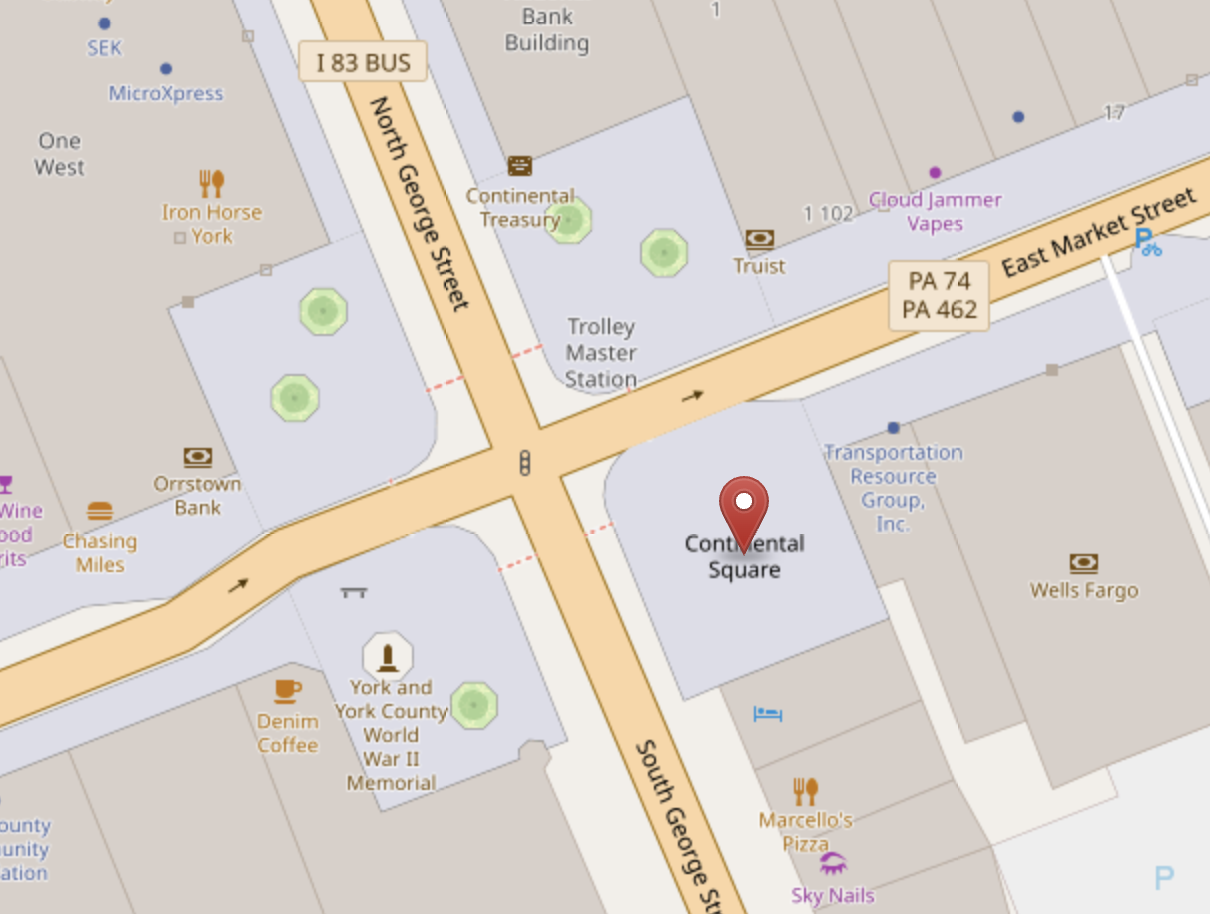 SEK
MicroXpress
One
West
Iron Horse
York
I 83 BUS
North George Street
Bank
Building
1
17
Continental
Treasury
Cloud Jammer
Vapes
1 102
Truist
East Market Street
P
PA 74
PA 462
Trolley
Master
Station
Orrstown
Bank
Wine
Chasing
Miles
Transportation
Resource
Group,
Inc.
Continental
Square
Wells Fargo
York and
York County
World
War II
Memorial
Denim
Coffee
South George Str
Marcello's
Pizza
Sky Nails
P
ounty
unity
ation